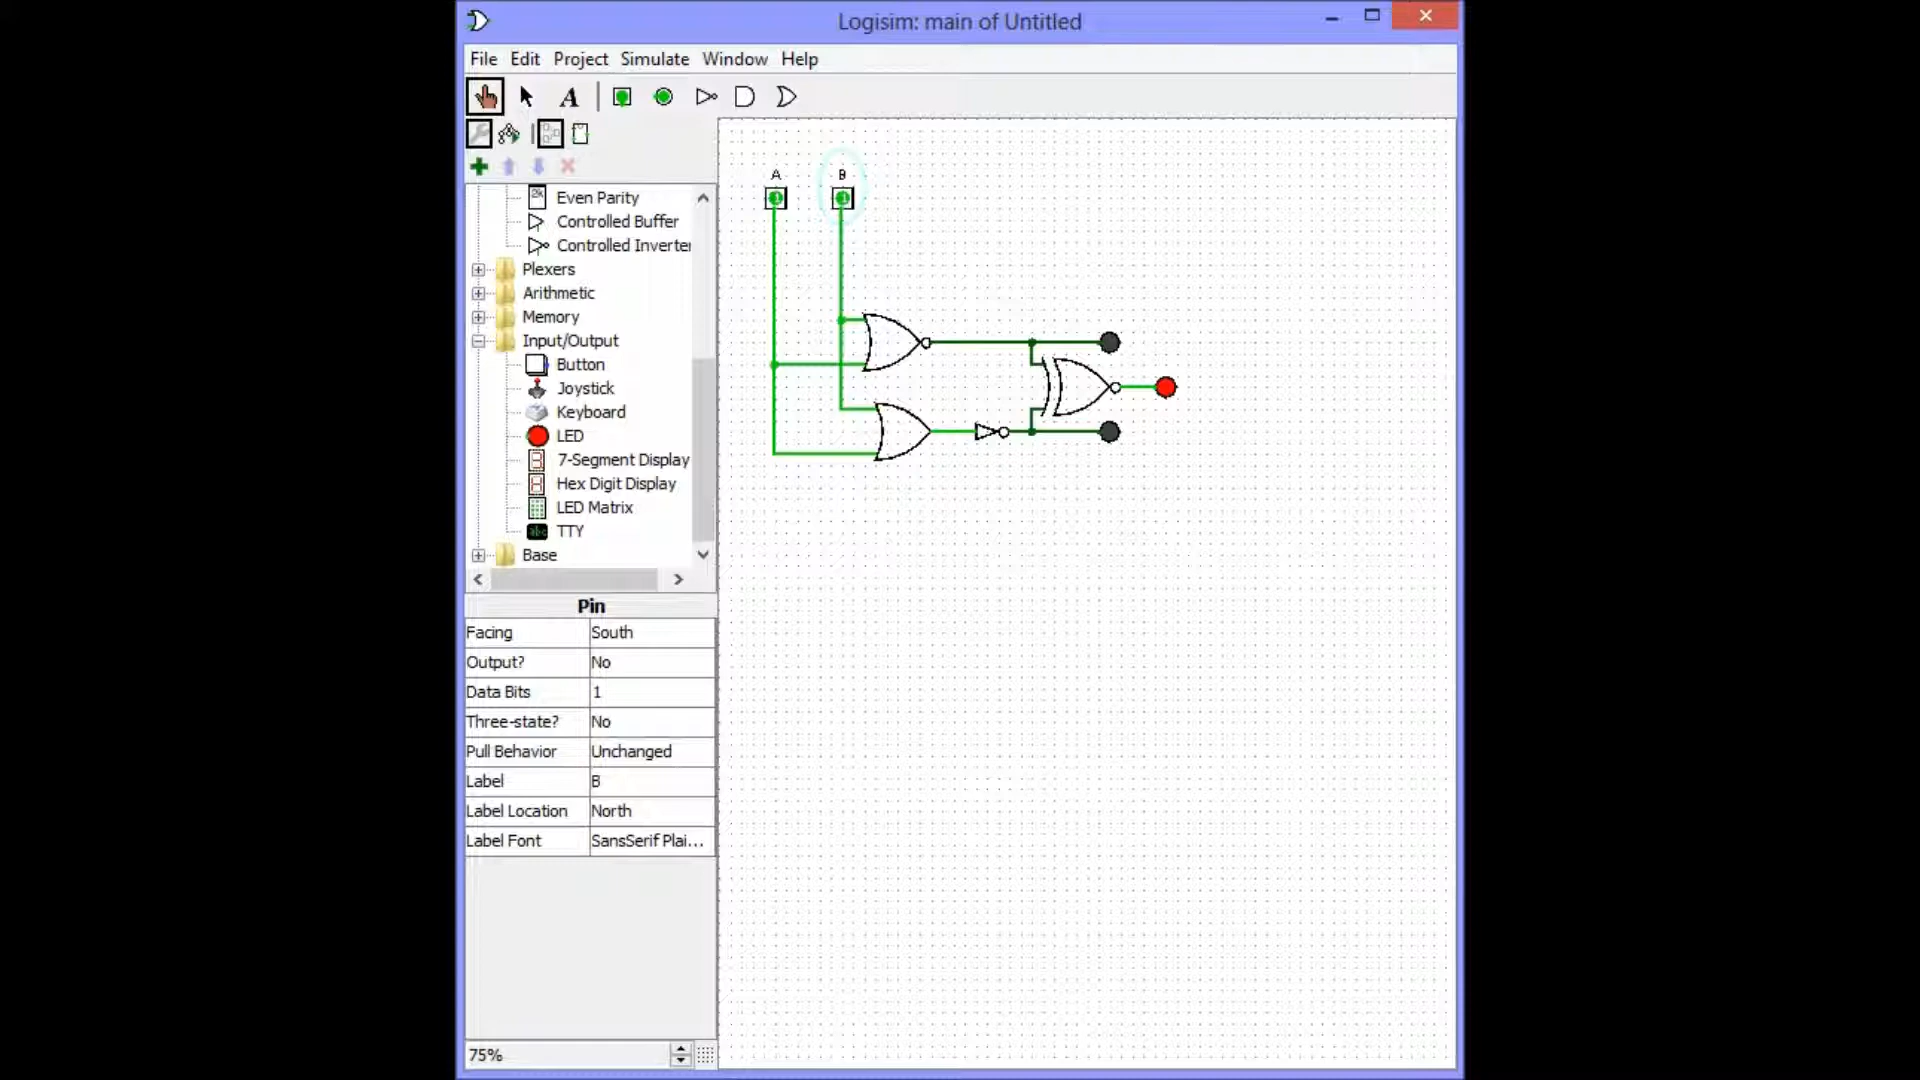 Logisim: main of Untitled
File Edit Project Simulate Window Help
A
Even Parity
Controlled Buffer
Controlled Inverter
Plexers
Arithmetic
Memory
Input/Output
Button
Joystick
Keyboard
LED
7-Segment Display
Hex Digit Display
LED Matrix
abc TTY
Base
Pin
Facing South
Output? No
Data Bits 1
Three-state? No
Pull Behavior Unchanged
Label B
Label Location North
Label Font SansSerif Plai...
75%
A B
1 1